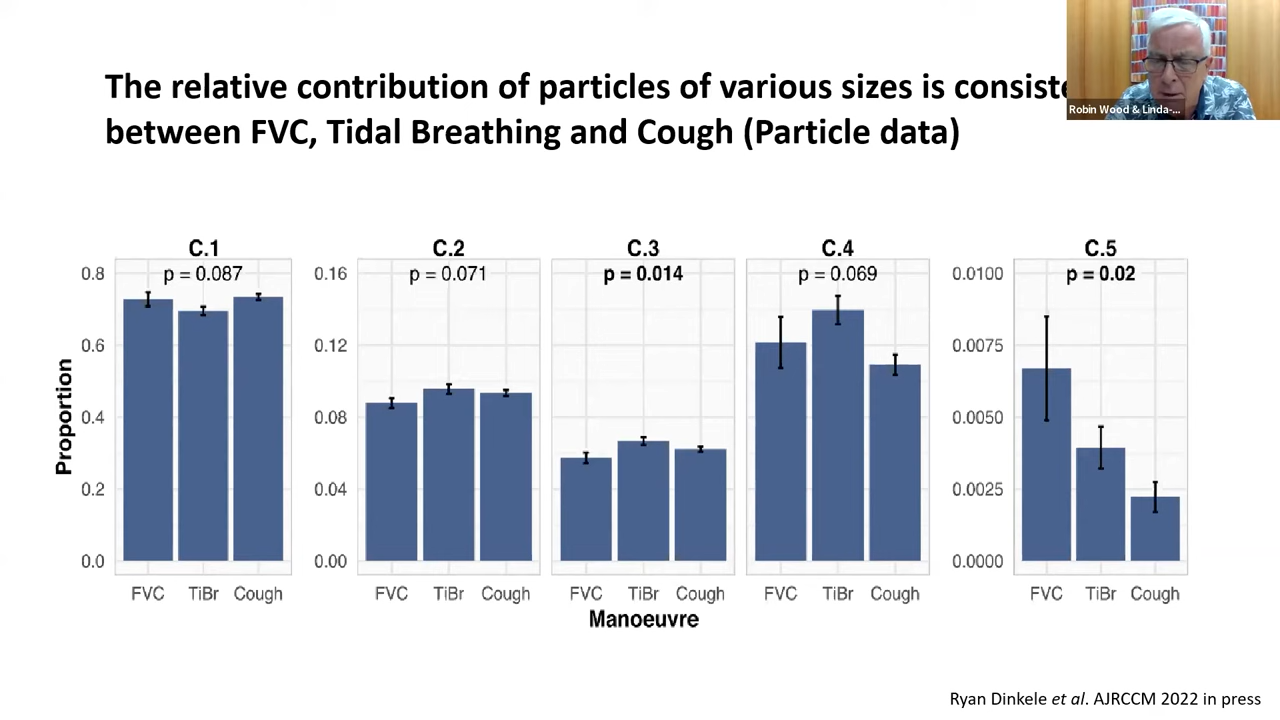 The relative contribution of particles of various sizes is consiste
between FVC, Tidal Breathing and Cough (Particle data)
Robin Wood & Linda-...
C.1
p = 0.087
C.2
p = 0.071
C.3
p = 0.014
C.4
p = 0.069
C.5
p = 0.02
Proportion
0.8
0.6
0.4
0.2
0.0
0.16
0.12
0.08
0.04
0.00
0.0100
0.0075
0.0050
0.0025
0.0000
FVC TiBr Cough
FVC TiBr Cough
FVC TiBr Cough
FVC TiBr Cough
FVC TiBr Cough
Manoeuvre
Ryan Dinkele et al. AJRCCM 2022 in press